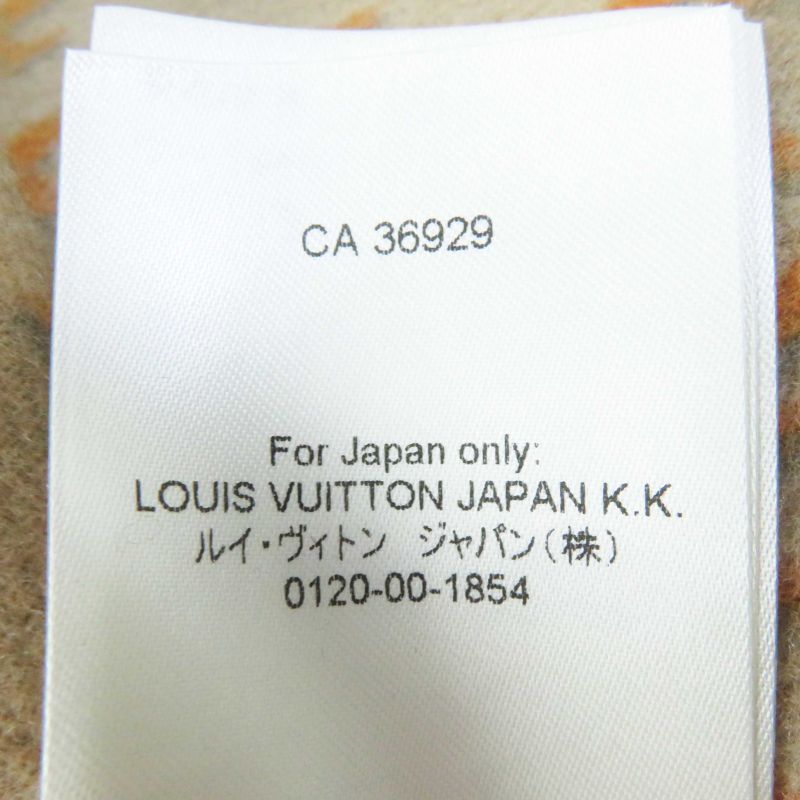 CA 36929
For Japan only:
LOUIS VUITTON JAPAN K.K.
ルイ・ヴィトン　ジャパン(株)
0120-00-1854